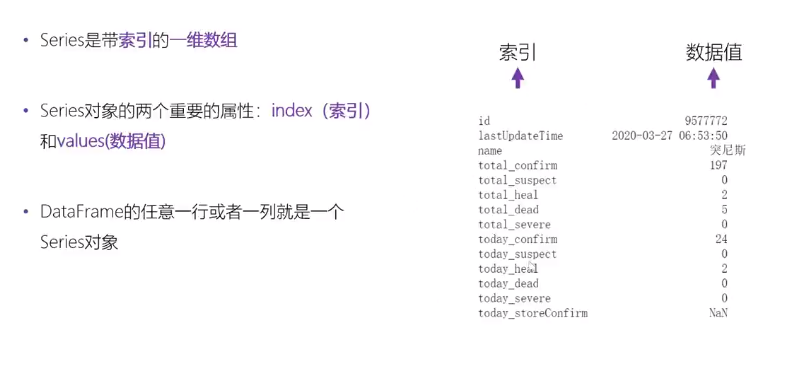 • Series是带索引的一维数组
• Series对象的两个重要的属性：index（索引）
和values(数据值)
• DataFrame的任意一行或者一列就是一个
Series对象
索引 数据值
id 9577772
lastUpdateTime 2020-03-27 06:53:50
name 突尼斯
total_confirm 197
total_suspect 0
total_heal 2
total_dead 5
total_severe 0
today_confirm 24
today_suspect 0
today_heal 2
today_dead 0
today_severe 0
today_storeConfirm NaN